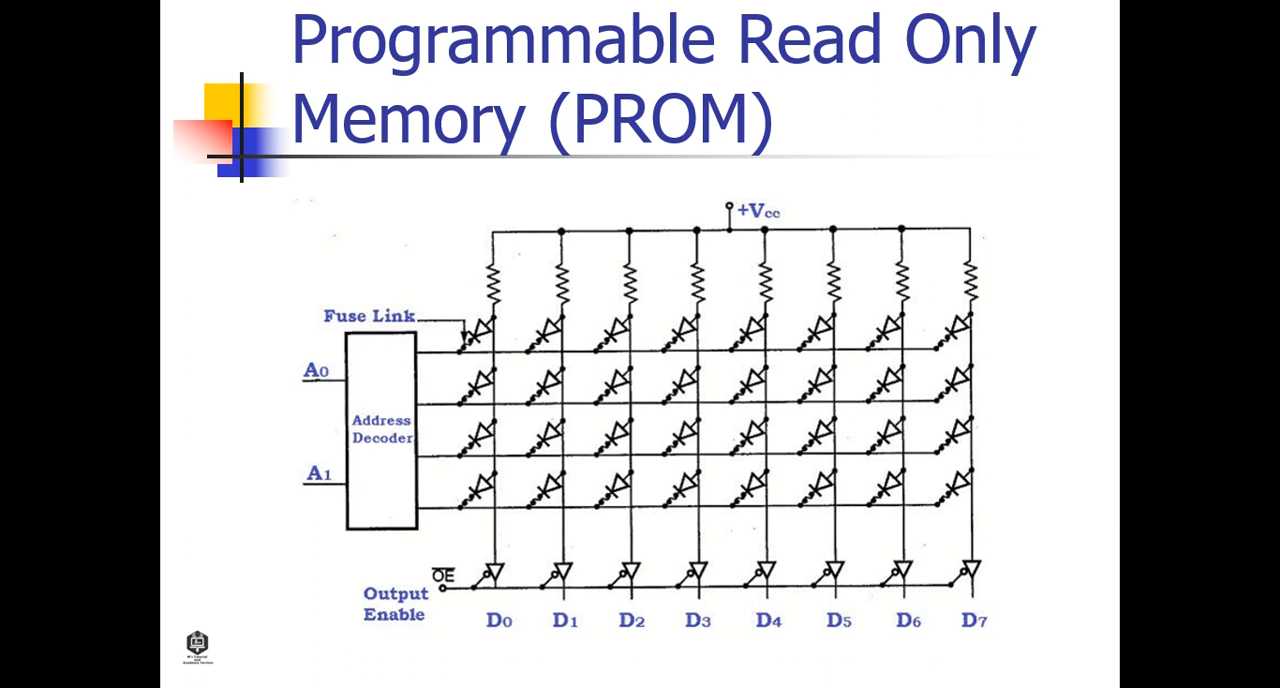 Programmable Read Only
Memory (PROM)
+Vcc
Fuse Link
A0
Address
Decoder
A1
OE
Output
Enable
D0 D1 D2 D3 D4 D5 D6 D7